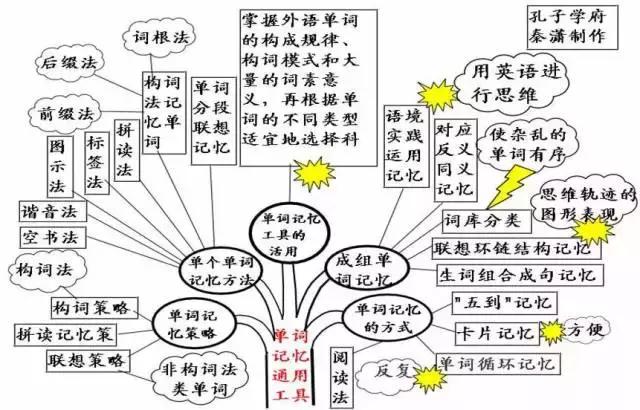 孔子学府
秦潇制作
掌握外语单词
的构成规律、
构词模式和大
量的词素意
义，再根据单
词的不同类型
适宜地选择科
词根法
后缀法
前缀法
构词
法记
忆单
词
单词
分段
联想
记忆
拼读法
标签法
图示法
谐音法
空书法
单个单词
记忆方法
单词记忆
工具的
活用
用英语进
行思维
语境
实践
运用
记忆
对应
反义
同义
记忆
使杂乱的
单词有序
词库分类
思维轨迹的
图形表现
联想环链结构记忆
生词组合成句记忆
成组单
词记忆
构词法
构词策略
拼读记忆策
联想策略
非构词法
类单词
单词记
忆策略
单词记忆
的方式
"五到"记忆
卡片记忆
方便
单词循环记忆
反复
阅读法
单词
记忆
通用
工具